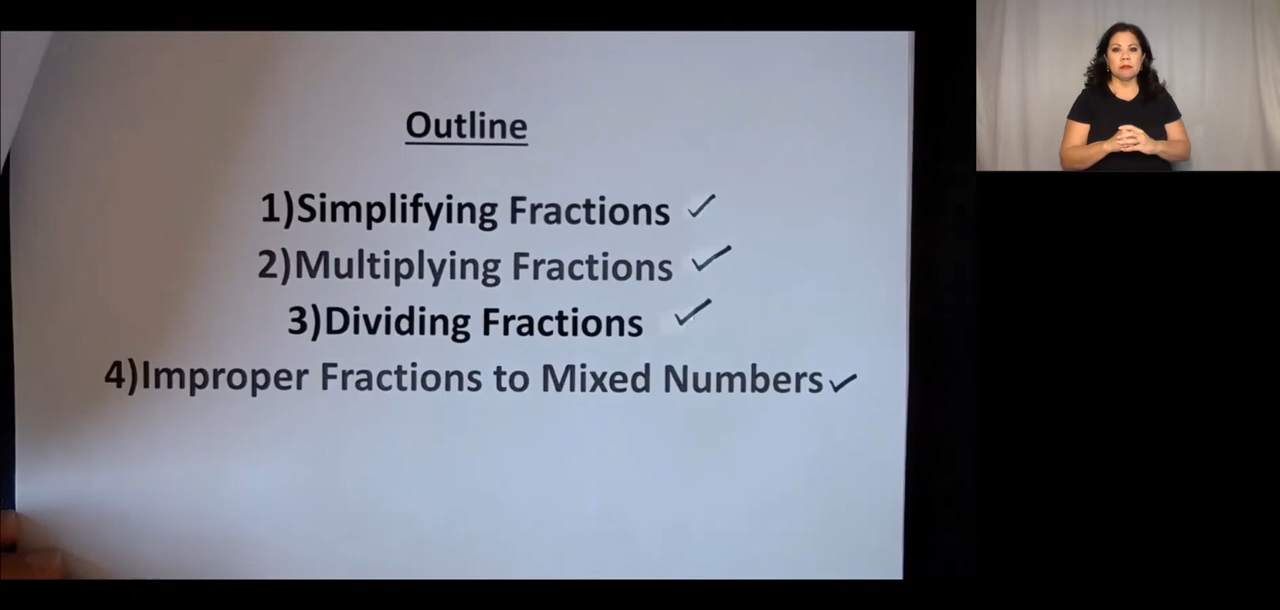 Outline
1)Simplifying Fractions ✓
2)Multiplying Fractions ✓
3)Dividing Fractions ✓
4)Improper Fractions to Mixed Numbers ✓